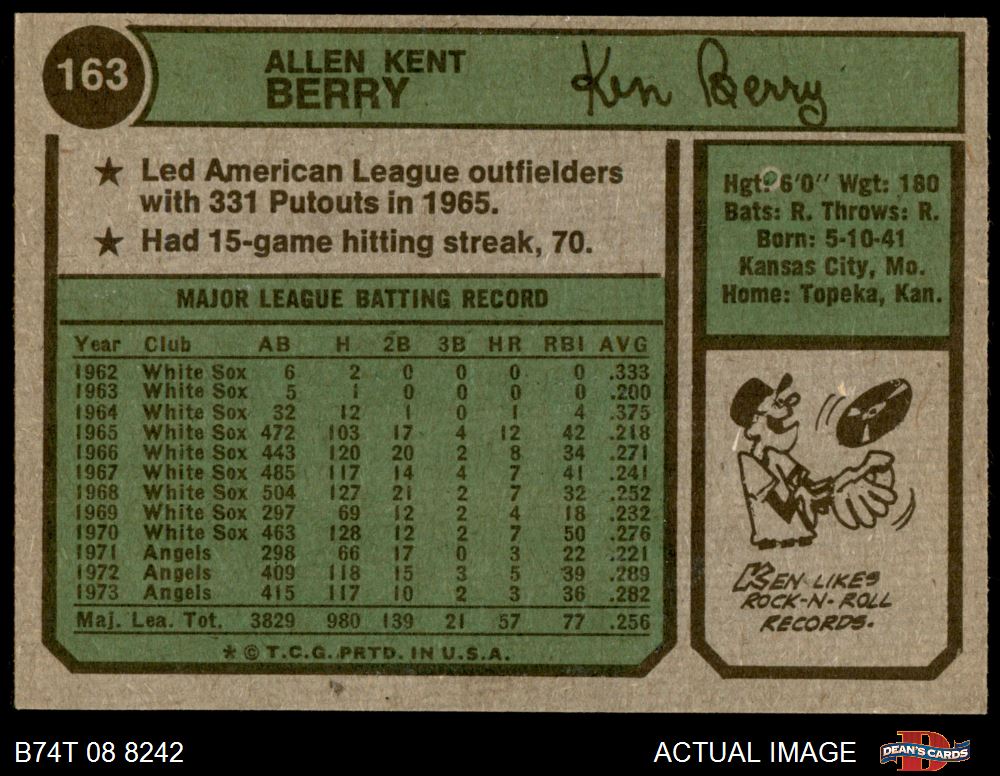 163
ALLEN KENT
BERRY
Ken Berry
★ Led American League outfielders
with 331 Putouts in 1965.
★ Had 15-game hitting streak, 70.
Hgt: 6'0" Wgt: 180
Bats: R. Throws: R.
Born: 5-10-41
Kansas City, Mo.
Home: Topeka, Kan.
MAJOR LEAGUE BATTING RECORD
Year Club AB H 2B 3B HR RBI AVG
1962 White Sox 6 2 0 0 0 0 .333
1963 White Sox 5 1 0 0 0 0 .200
1964 White Sox 32 12 1 0 1 4 .375
1965 White Sox 472 103 17 4 12 42 .218
1966 White Sox 443 120 20 2 8 34 .271
1967 White Sox 485 117 14 4 7 41 .241
1968 White Sox 504 127 21 2 7 32 .252
1969 White Sox 297 69 12 2 4 18 .232
1970 White Sox 463 128 12 2 7 50 .276
1971 Angels 298 66 17 0 3 22 .221
1972 Angels 409 118 15 3 5 39 .289
1973 Angels 415 117 10 2 3 36 .282
Maj. Lea. Tot. 3829 980 139 21 57 77 .256
* © T.C.G. PRTD. IN U.S.A.
KEN LIKES
ROCK-N-ROLL
RECORDS.
B74T 08 8242
ACTUAL IMAGE
DEAN'S CARDS